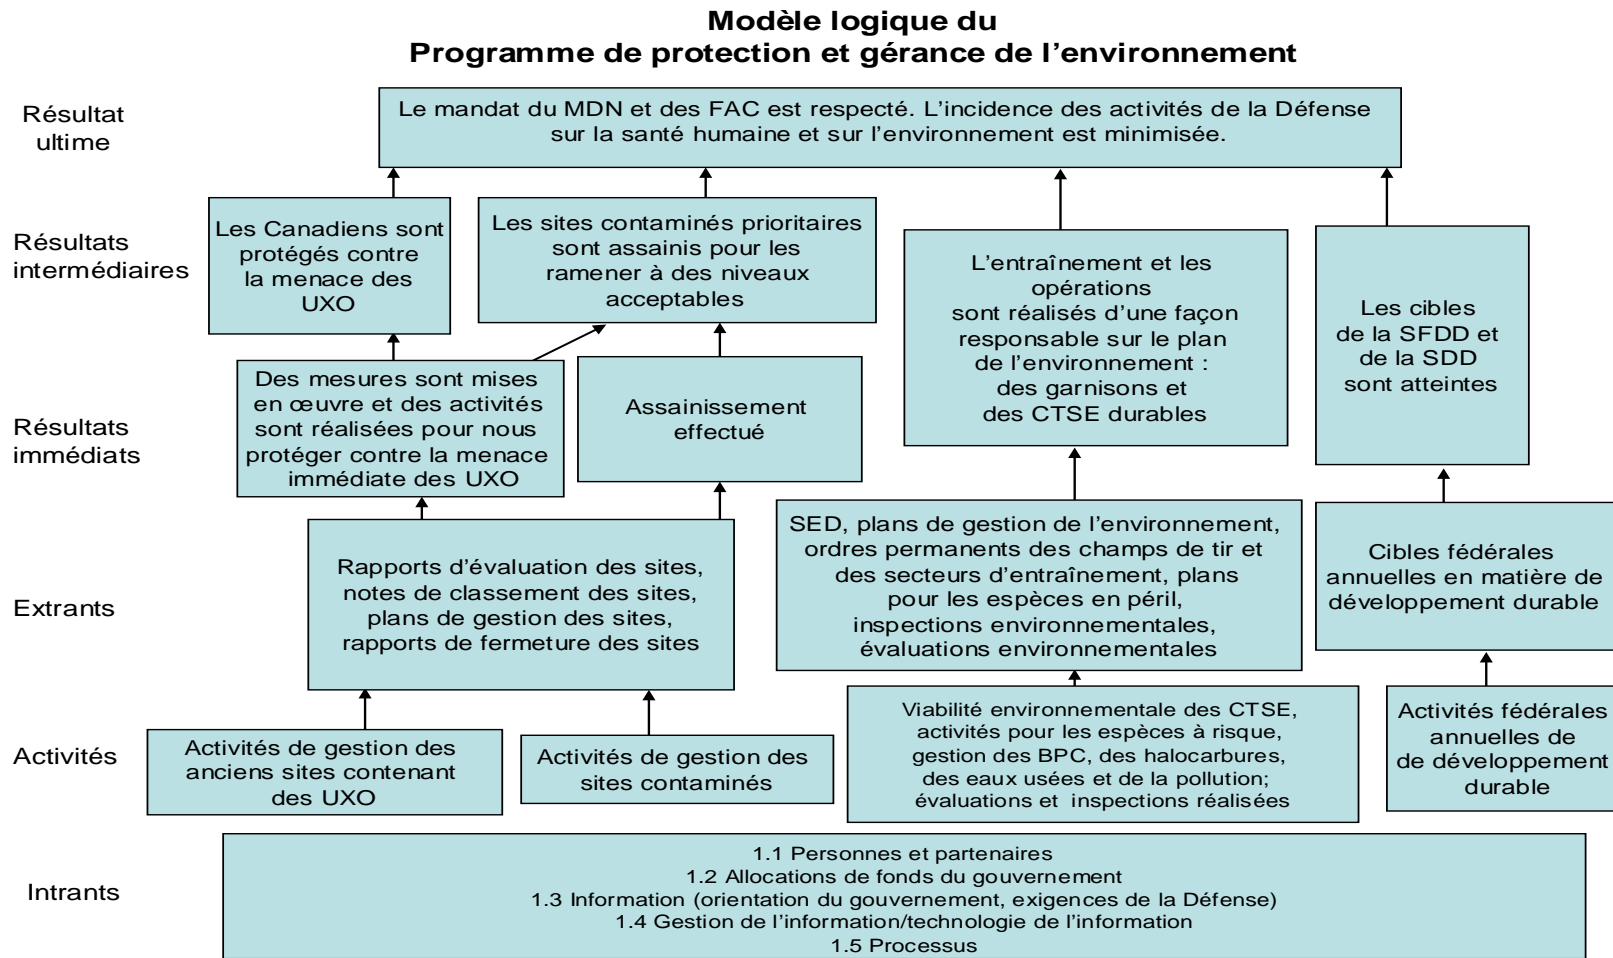 Modèle logique du
Programme de protection et gérance de l’environnement
Résultat
ultime
Le mandat du MDN et des FAC est respecté. L’incidence des activités de la Défense
sur la santé humaine et sur l’environnement est minimisée.
Résultats
intermédiaires
Les Canadiens sont
protégés contre
la menace des
UXO
Les sites contaminés prioritaires
sont assainis pour les
ramener à des niveaux
acceptables
L’entraînement et les
opérations
sont réalisés d’une façon
responsable sur le plan
de l’environnement :
des garnisons et
des CTSE durables
Les cibles
de la SFDD et
de la SDD
sont atteintes
Résultats
immédiats
Des mesures sont mises
en œuvre et des activités
sont réalisées pour nous
protéger contre la menace
immédiate des UXO
Assainissement
effectué
Extrants
Rapports d’évaluation des sites,
notes de classement des sites,
plans de gestion des sites,
rapports de fermeture des sites
SED, plans de gestion de l’environnement,
ordres permanents des champs de tir et
des secteurs d’entraînement, plans
pour les espèces en péril,
inspections environnementales,
évaluations environnementales
Cibles fédérales
annuelles en matière de
développement durable
Activités
Activités de gestion des
anciens sites contenant
des UXO
Activités de gestion des
sites contaminés
Viabilité environnementale des CTSE,
activités pour les espèces à risque,
gestion des BPC, des halocarbures,
des eaux usées et de la pollution;
évaluations et inspections réalisées
Activités fédérales
annuelles de
de développement
durable
Intrants
1.1 Personnes et partenaires
1.2 Allocations de fonds du gouvernement
1.3 Information (orientation du gouvernement, exigences de la Défense)
1.4 Gestion de l’information/technologie de l’information
1.5 Processus